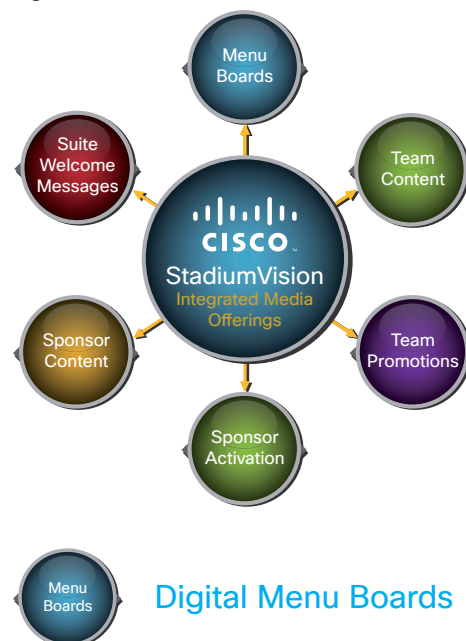 Menu
Boards
Suite
Welcome
Messages
Team
Content
CISCO
StadiumVision
Integrated Media
Offerings
Sponsor
Content
Team
Promotions
Sponsor
Activation
Menu
Boards
Digital Menu Boards